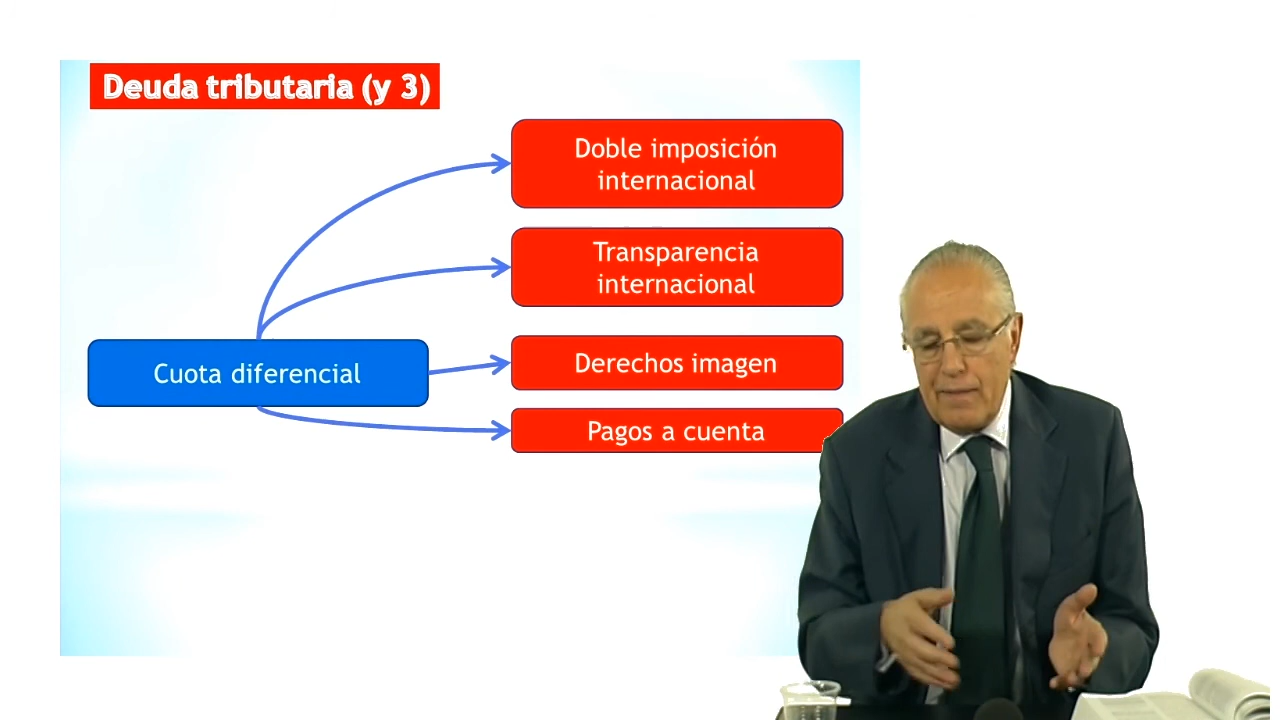 Deuda tributaria (y 3)
Doble imposición
internacional
Transparencia
internacional
Cuota diferencial
Derechos imagen
Pagos a cuenta